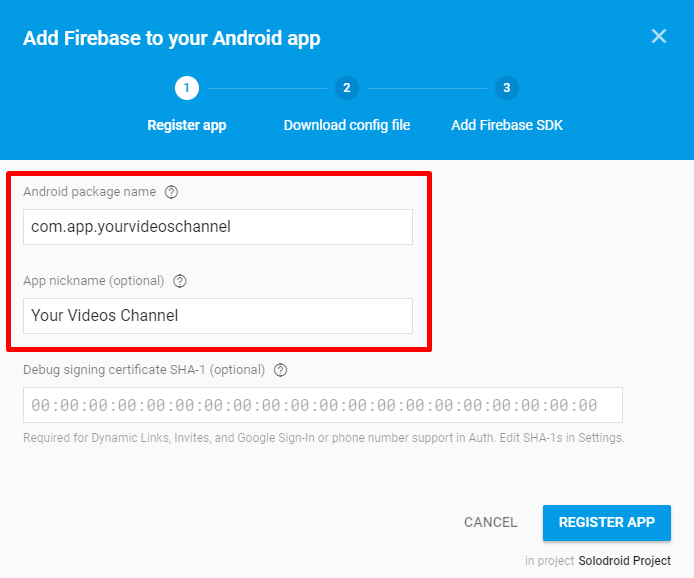 Add Firebase to your Android app
1 2 3
Register app Download config file Add Firebase SDK
Android package name ?
com.app.yourvideoschannel
App nickname (optional) ?
Your Videos Channel
Debug signing certificate SHA-1 (optional) ?
00:00:00:00:00:00:00:00:00:00:00:00:00:00:00:00:00:00:00:00
Required for Dynamic Links, Invites, and Google Sign-In or phone number support in Auth. Edit SHA-1s in Settings.
CANCEL REGISTER APP
in project Solodroid Project